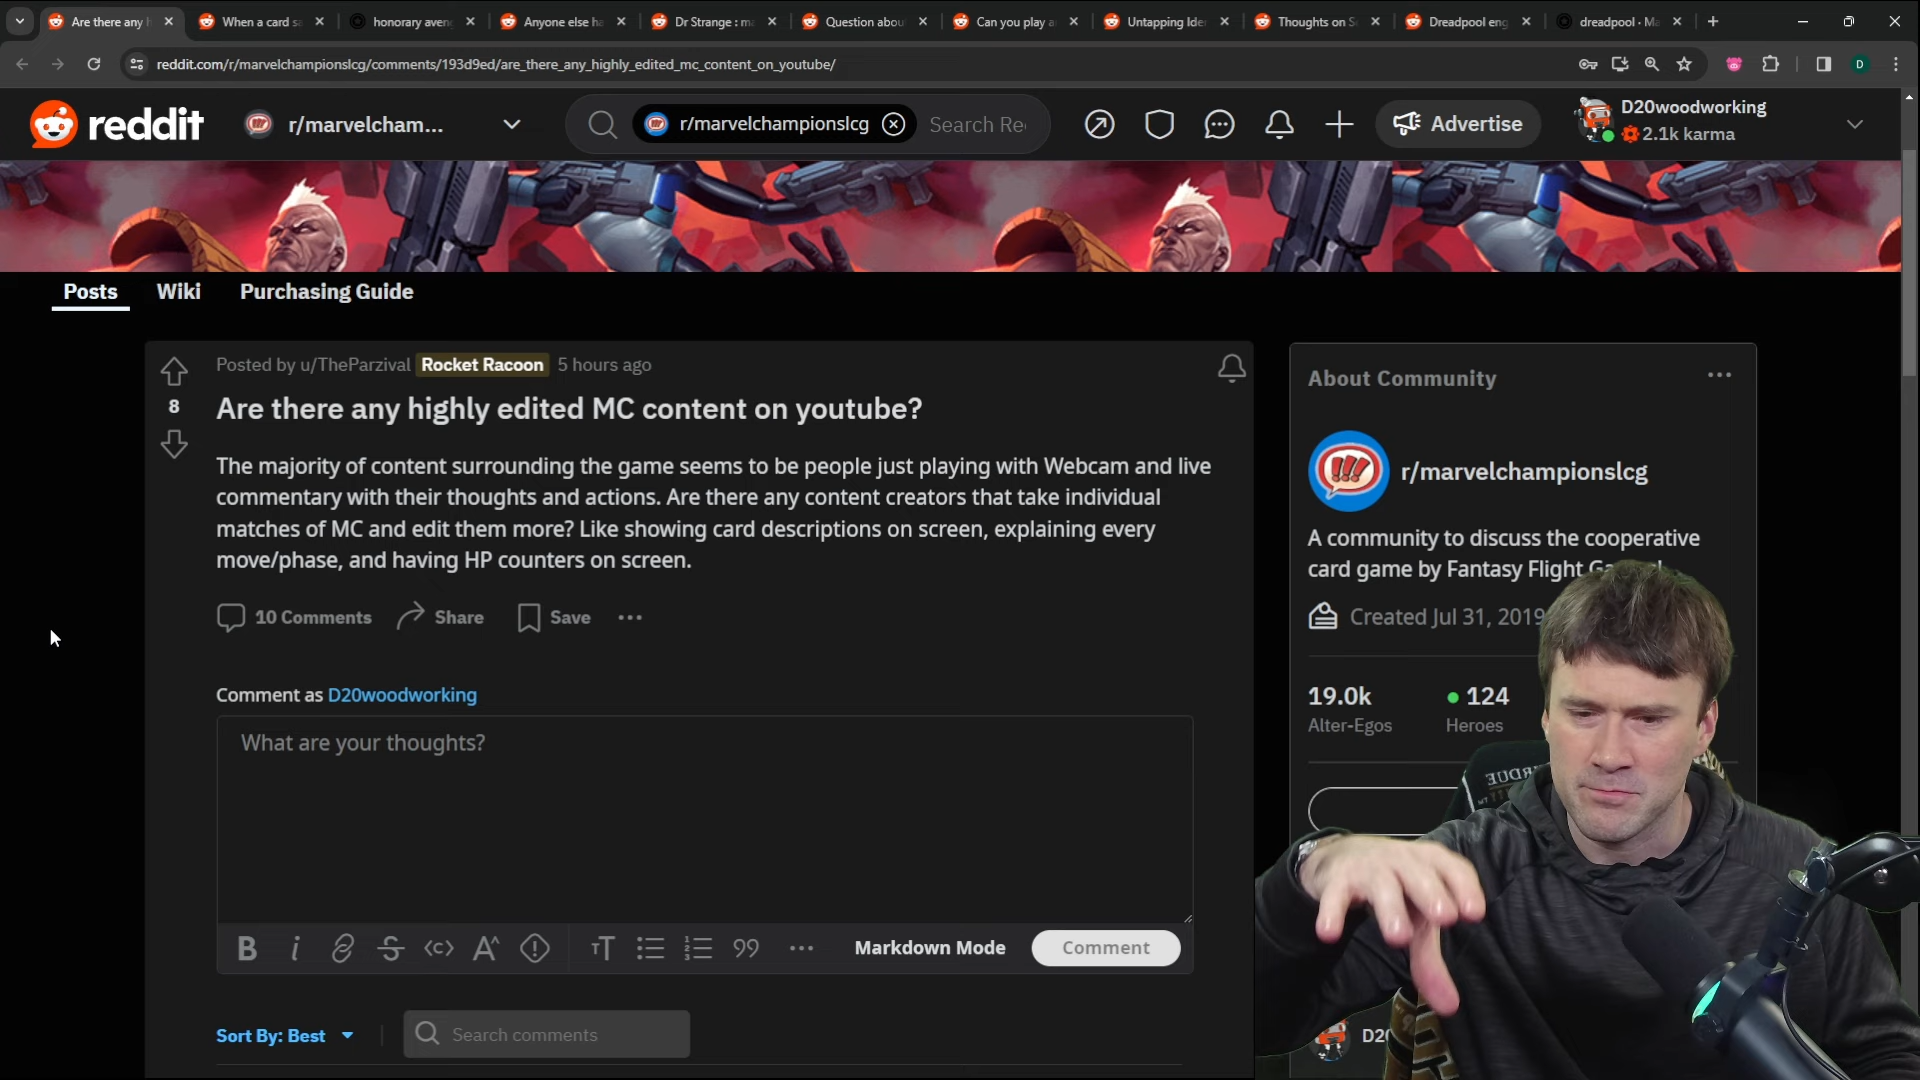 Are there any h
When a card sa
honorary aveng
Anyone else ha
Dr Strange : ma
Question abou
Can you play a
Untapping Ide
Thoughts on S
Dreadpool eng
dreadpool · Ma
reddit.com/r/marvelchampionslcg/comments/193d9ed/are_there_any_highly_edited_mc_content_on_youtube/
D
reddit
r/marvelcham...
r/marvelchampionslcg
Search Re
Advertise
D20woodworking
2.1k karma
Posts
Wiki
Purchasing Guide
8
Posted by u/TheParzival Rocket Racoon 5 hours ago
Are there any highly edited MC content on youtube?
The majority of content surrounding the game seems to be people just playing with Webcam and live
commentary with their thoughts and actions. Are there any content creators that take individual
matches of MC and edit them more? Like showing card descriptions on screen, explaining every
move/phase, and having HP counters on screen.
10 Comments
Share
Save
Comment as D20woodworking
What are your thoughts?
Markdown Mode
Comment
Sort By: Best
Search comments
About Community
r/marvelchampionslcg
A community to discuss the cooperative
card game by Fantasy Flight
Created Jul 31, 2019
19.0k
124
Alter-Egos
Heroes
D20